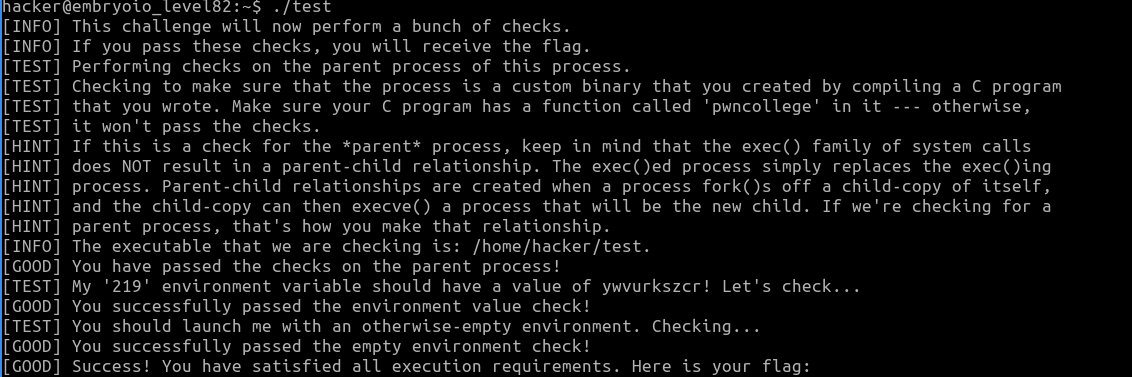 hacker@embryoio_level82:~$ ./test
[INFO] This challenge will now perform a bunch of checks.
[INFO] If you pass these checks, you will receive the flag.
[TEST] Performing checks on the parent process of this process.
[TEST] Checking to make sure that the process is a custom binary that you created by compiling a C program
[TEST] that you wrote. Make sure your C program has a function called 'pwncollege' in it --- otherwise,
[TEST] it won't pass the checks.
[HINT] If this is a check for the *parent* process, keep in mind that the exec() family of system calls
[HINT] does NOT result in a parent-child relationship. The exec()ed process simply replaces the exec()ing
[HINT] process. Parent-child relationships are created when a process fork()s off a child-copy of itself,
[HINT] and the child-copy can then execve() a process that will be the new child. If we're checking for a
[HINT] parent process, that's how you make that relationship.
[INFO] The executable that we are checking is: /home/hacker/test.
[GOOD] You have passed the checks on the parent process!
[TEST] My '219' environment variable should have a value of ywvurkszcr! Let's check...
[GOOD] You successfully passed the environment value check!
[TEST] You should launch me with an otherwise-empty environment. Checking...
[GOOD] You successfully passed the empty environment check!
[GOOD] Success! You have satisfied all execution requirements. Here is your flag: